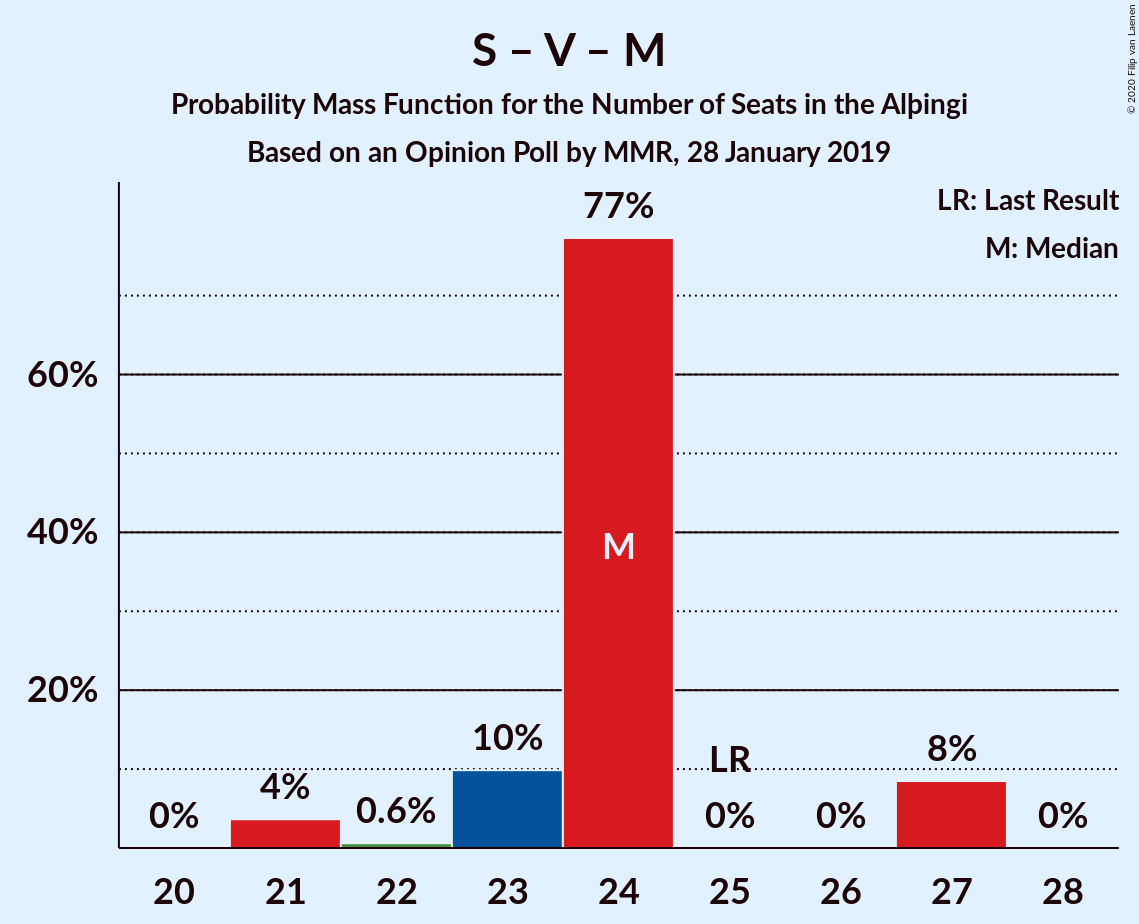 S – V – M
Probability Mass Function for the Number of Seats in the Alþingi
Based on an Opinion Poll by MMR, 28 January 2019
© 2020 Filip van Laenen
LR: Last Result
M: Median
77%
60%
40%
20%
M
0%
4%
0.6%
10%
LR
0%
0%
8%
0%
20 21 22 23 24 25 26 27 28